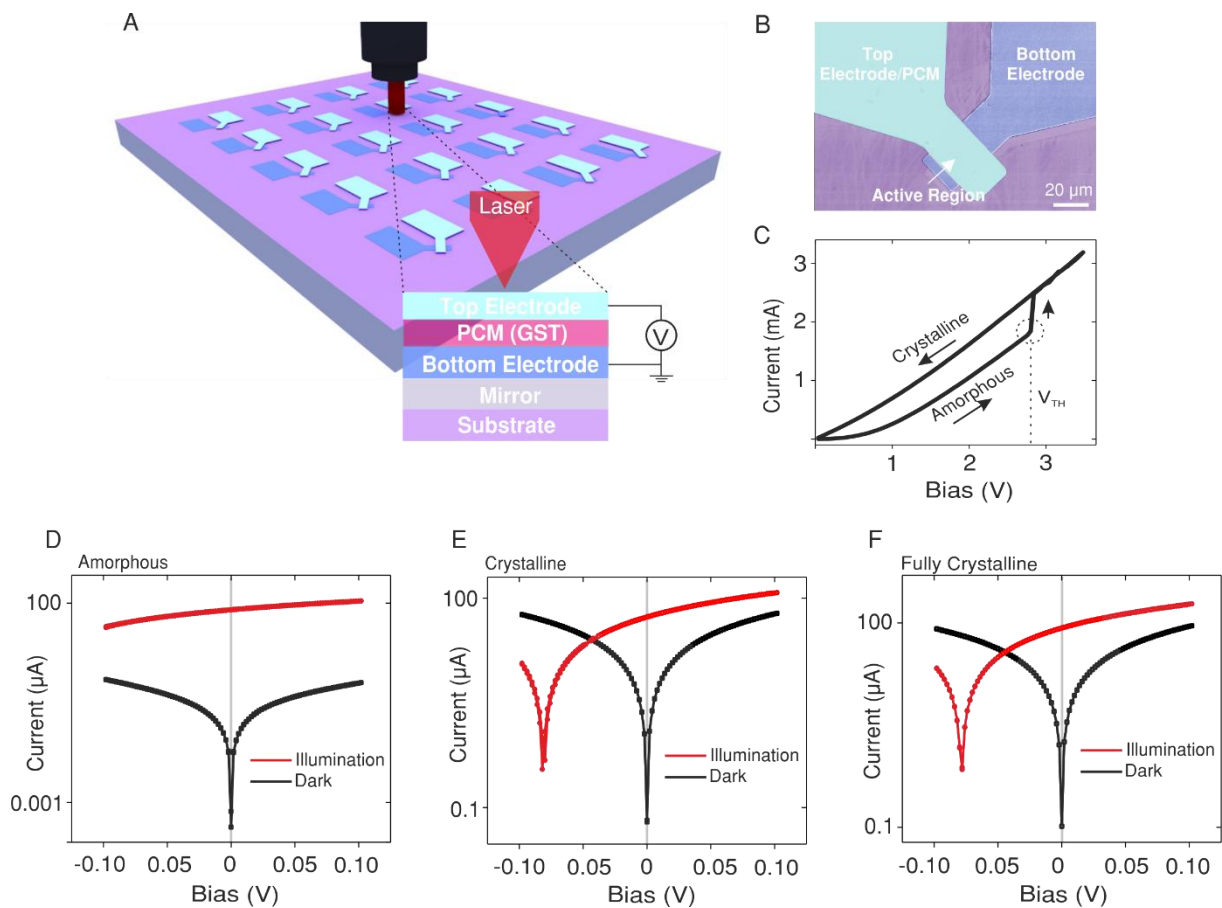 A
Laser
Top Electrode
PCM (GST)
Bottom Electrode
Mirror
Substrate
V
B
Top
Electrode/PCM
Bottom
Electrode
Active Region
20 µm
C
Current (mA)
3
2
1
Crystalline
Amorphous
VTH
1
2
3
Bias (V)
D
Amorphous
Current (µA)
100
0.001
Illumination
Dark
-0.10
0.05
0
0.05
0.10
Bias (V)
E
Crystalline
Current (µA)
100
0.1
Illumination
Dark
-0.10
0.05
0
0.05
0.10
Bias (V)
F
Fully Crystalline
Current (µA)
100
0.1
Illumination
Dark
-0.10
0.05
0
0.05
0.10
Bias (V)